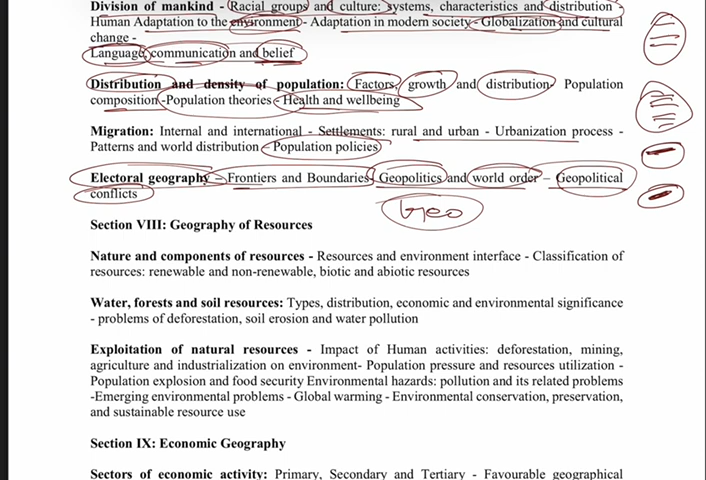 Division of mankind - Racial groups and culture: systems, characteristics and distribution -
Human Adaptation to the environment - Adaptation in modern society - Globalization and cultural
change -
Language, communication and belief
Distribution and density of population: Factors, growth and distribution- Population
composition -Population theories - Health and wellbeing
Migration: Internal and international - Settlements: rural and urban - Urbanization process -
Patterns and world distribution - Population policies
Electoral geography - Frontiers and Boundaries- Geopolitics and world order – Geopolitical
conflicts
Geo
Section VIII: Geography of Resources
Nature and components of resources - Resources and environment interface - Classification of
resources: renewable and non-renewable, biotic and abiotic resources
Water, forests and soil resources: Types, distribution, economic and environmental significance
- problems of deforestation, soil erosion and water pollution
Exploitation of natural resources - Impact of Human activities: deforestation, mining,
agriculture and industrialization on environment- Population pressure and resources utilization -
Population explosion and food security Environmental hazards: pollution and its related problems
-Emerging environmental problems - Global warming - Environmental conservation, preservation,
and sustainable resource use
Section IX: Economic Geography
Sectors of economic activity: Primary, Secondary and Tertiary - Favourable geographical